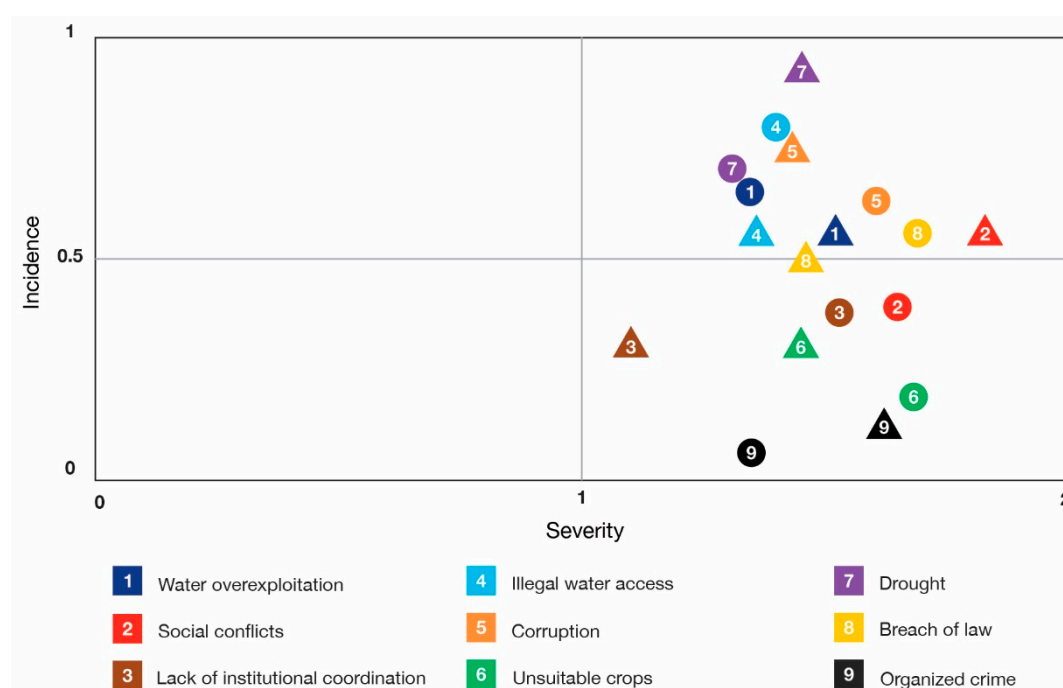 1
7
4
5
7
1
5
4
1
8
2
Incidence
0.5
8
3
2
3
6
6
9
9
0
0
1
Severity
1 Water overexploitation
4 Illegal water access
7 Drought
2 Social conflicts
5 Corruption
8 Breach of law
3 Lack of institutional coordination
6 Unsuitable crops
9 Organized crime